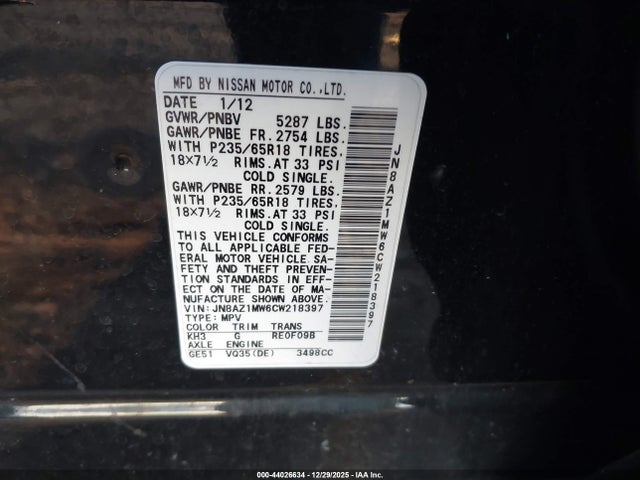 MFD BY NISSAN MOTOR CO.,LTD.
DATE 1/12
GVWR/PNBV 5287 LBS.
GAWR/PNBE FR. 2754 LBS.
WITH P235/65R18 TIRES.
18X7½ RIMS. AT 33 PSI
COLD SINGLE.
GAWR/PNBE RR. 2579 LBS.
WITH P235/65R18 TIRES.
18X7½ RIMS. AT 33 PSI
COLD SINGLE.
THIS VEHICLE CONFORMS
TO ALL APPLICABLE FED-
ERAL MOTOR VEHICLE SA-
FETY AND THEFT PREVEN-
TION STANDARDS IN EFF-
ECT ON THE DATE OF MA-
NUFACTURE SHOWN ABOVE.
VIN:JN8AZ1MW6CW218397
TYPE:MPV
COLOR TRIM TRANS
KH3 G RE0F09B
AXLE ENGINE
GE51 VQ35(DE) 3498CC
JN8AZ1MW6CW218397
000-44026634 - 12/29/2025 - IAA Inc.